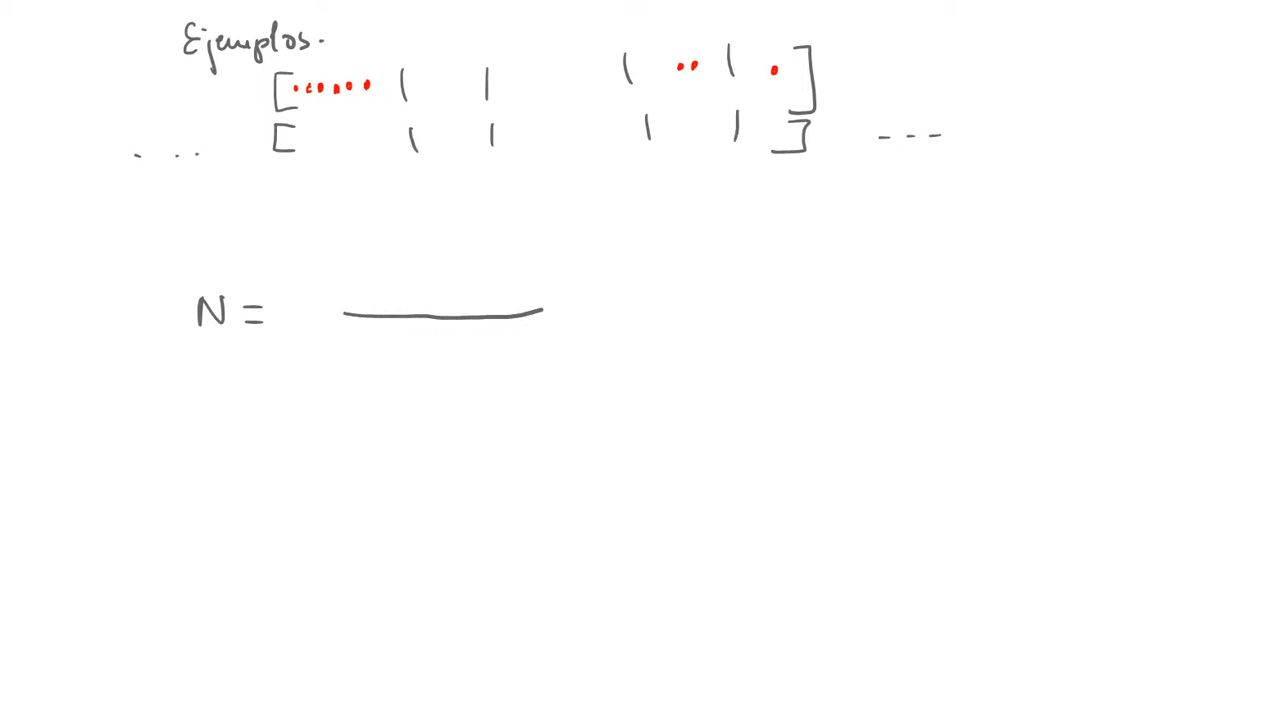 Ejemplos.
[...... | | | .. | .]
... [ | | | | ] ---
N ≡